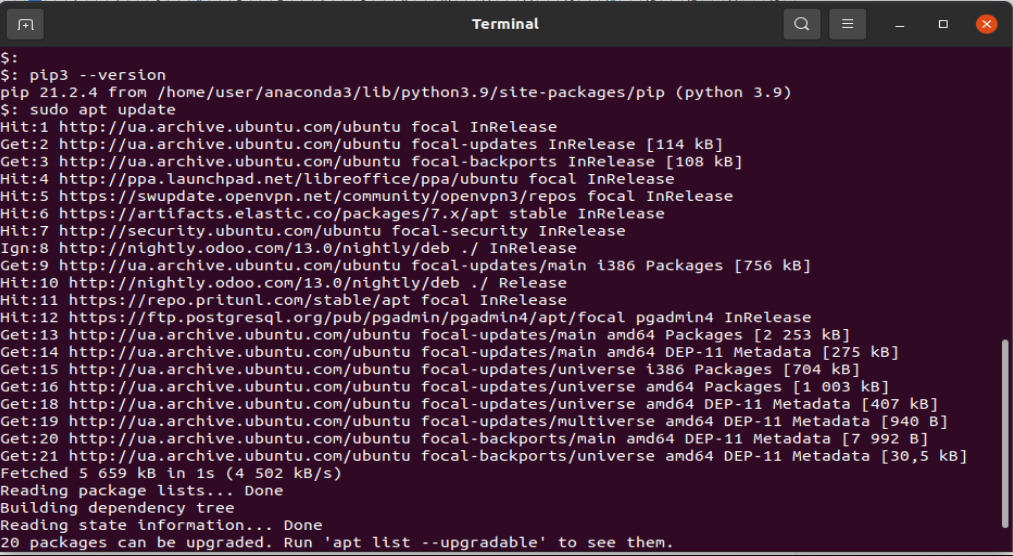 Terminal
$:
$: pip3 --version
pip 21.2.4 from /home/user/anaconda3/lib/python3.9/site-packages/pip (python 3.9)
$: sudo apt update
Hit:1 http://ua.archive.ubuntu.com/ubuntu focal InRelease
Get:2 http://ua.archive.ubuntu.com/ubuntu focal-updates InRelease [114 kB]
Get:3 http://ua.archive.ubuntu.com/ubuntu focal-backports InRelease [108 kB]
Hit:4 http://ppa.launchpad.net/libreoffice/ppa/ubuntu focal InRelease
Hit:5 https://swupdate.openvpn.net/community/openvpn3/repos focal InRelease
Hit:6 https://artifacts.elastic.co/packages/7.x/apt stable InRelease
Hit:7 http://security.ubuntu.com/ubuntu focal-security InRelease
Ign:8 http://nightly.odoo.com/13.0/nightly/deb ./ InRelease
Get:9 http://ua.archive.ubuntu.com/ubuntu focal-updates/main i386 Packages [756 kB]
Hit:10 http://nightly.odoo.com/13.0/nightly/deb ./ Release
Hit:11 https://repo.pritunl.com/stable/apt focal InRelease
Hit:12 https://ftp.postgresql.org/pub/pgadmin/pgadmin4/apt/focal pgadmin4 InRelease
Get:13 http://ua.archive.ubuntu.com/ubuntu focal-updates/main amd64 Packages [2 253 kB]
Get:14 http://ua.archive.ubuntu.com/ubuntu focal-updates/main amd64 DEP-11 Metadata [275 kB]
Get:15 http://ua.archive.ubuntu.com/ubuntu focal-updates/universe i386 Packages [704 kB]
Get:16 http://ua.archive.ubuntu.com/ubuntu focal-updates/universe amd64 Packages [1 003 kB]
Get:18 http://ua.archive.ubuntu.com/ubuntu focal-updates/universe amd64 DEP-11 Metadata [407 kB]
Get:19 http://ua.archive.ubuntu.com/ubuntu focal-updates/multiverse amd64 DEP-11 Metadata [940 B]
Get:20 http://ua.archive.ubuntu.com/ubuntu focal-backports/main amd64 DEP-11 Metadata [7 992 B]
Get:21 http://ua.archive.ubuntu.com/ubuntu focal-backports/universe amd64 DEP-11 Metadata [30,5 kB]
Fetched 5 659 kB in 1s (4 502 kB/s)
Reading package lists... Done
Building dependency tree
Reading state information... Done
20 packages can be upgraded. Run 'apt list --upgradable' to see them.